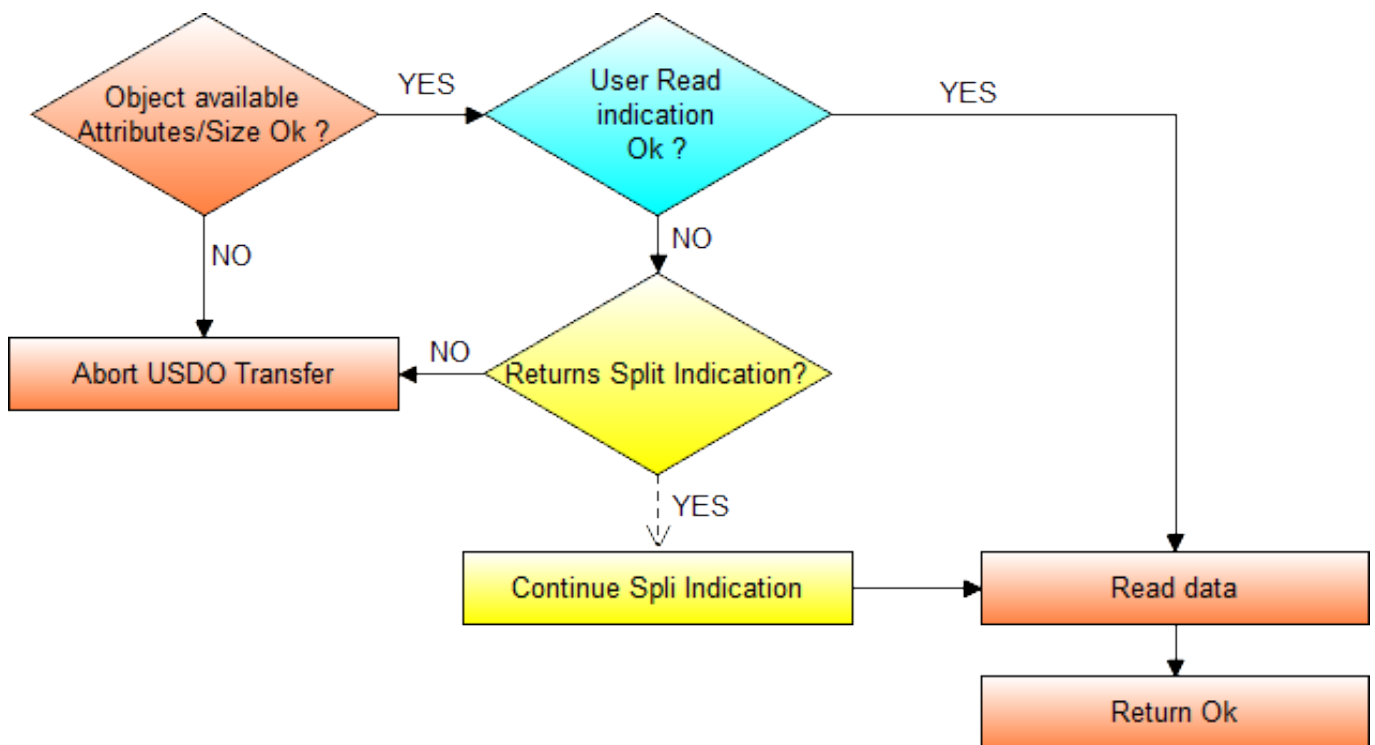 Object available
Attributes/Size Ok ?
YES
User Read
indication
Ok ?
YES
NO
NO
Abort USDO Transfer
NO
Returns Split Indication?
YES
Continue Spli Indication
Read data
Return Ok